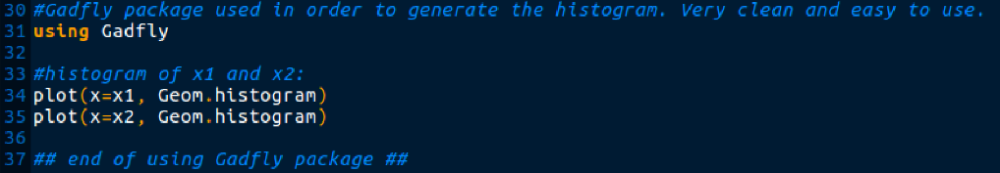 30 #Gadfly package used in order to generate the histogram. Very clean and easy to use.
31 using Gadfly
32
33 #histogram of x1 and x2:
34 plot(x=x1, Geom.histogram)
35 plot(x=x2, Geom.histogram)
36
37 ## end of using Gadfly package ##